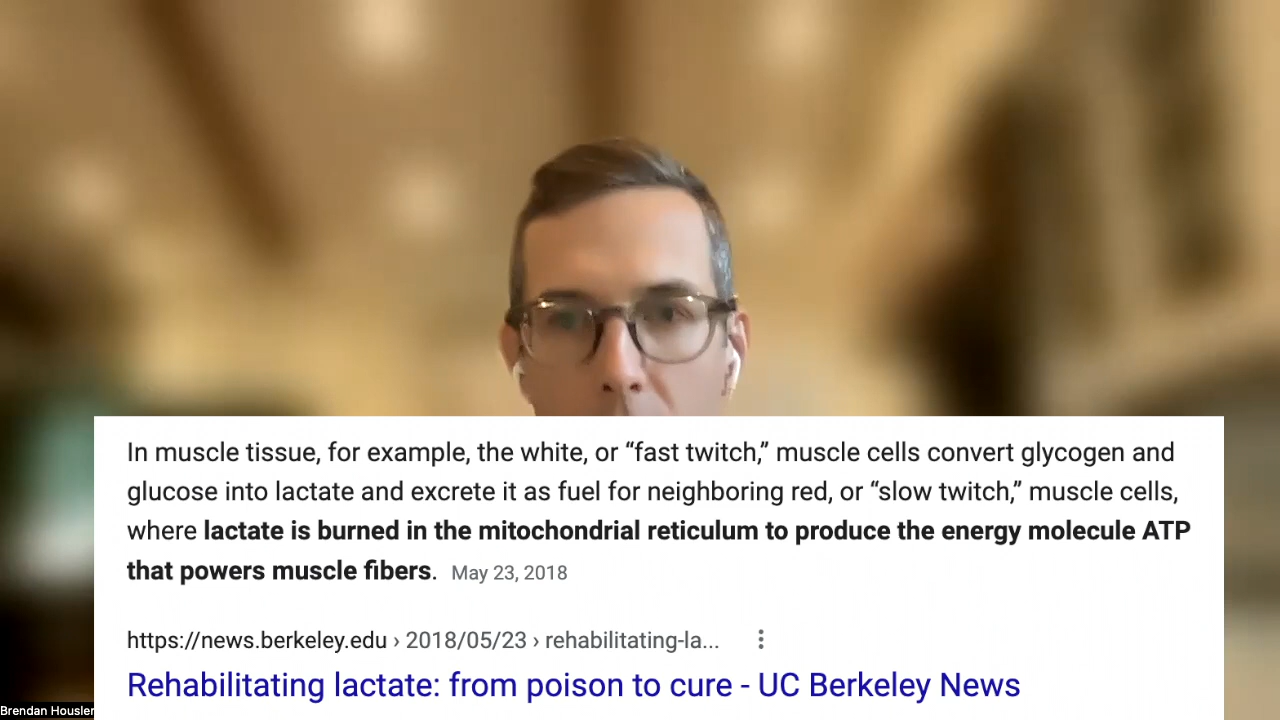 In muscle tissue, for example, the white, or “fast twitch,” muscle cells convert glycogen and
glucose into lactate and excrete it as fuel for neighboring red, or “slow twitch,” muscle cells,
where lactate is burned in the mitochondrial reticulum to produce the energy molecule ATP
that powers muscle fibers. May 23, 2018
https://news.berkeley.edu › 2018/05/23 › rehabilitating-la...
Rehabilitating lactate: from poison to cure - UC Berkeley News
Brendan Housler